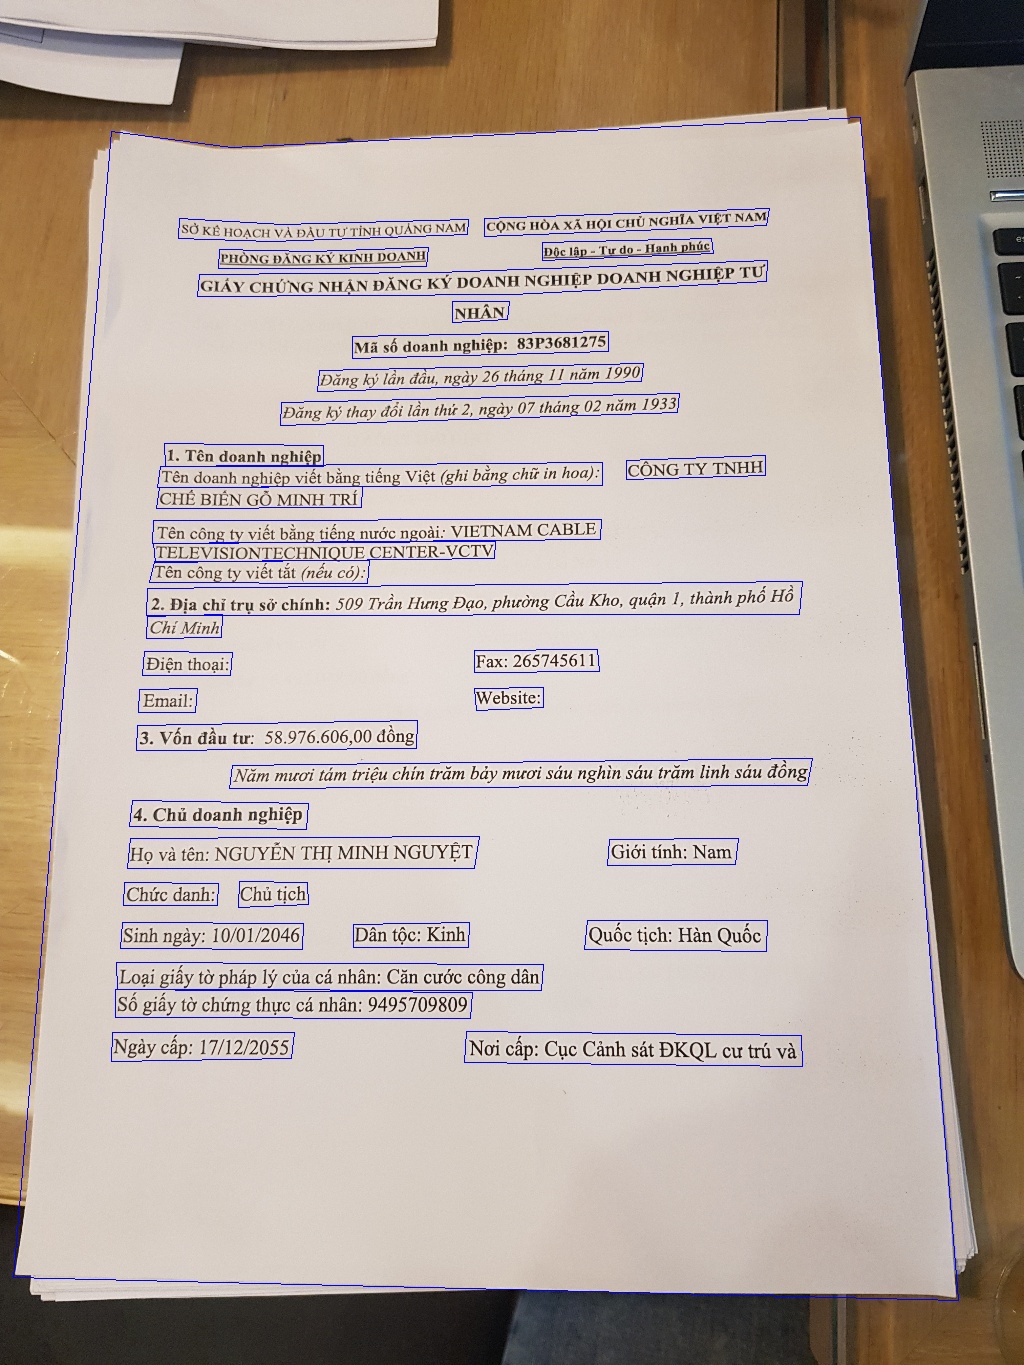 SỞ KẾ HOẠCH VÀ ĐẦU TƯ TỈNH QUẢNG NAM
CỘNG HÒA XÃ HỘI CHỦ NGHĨA VIỆT NAM
PHÒNG ĐĂNG KÝ KINH DOANH
Độc lập - Tự do - Hạnh phúc
GIẤY CHỨNG NHẬN ĐĂNG KÝ DOANH NGHIỆP DOANH NGHIỆP TƯ
NHÂN
Mã số doanh nghiệp: 83P3681275
Đăng ký lần đầu, ngày 26 tháng 11 năm 1990
Đăng ký thay đổi lần thứ 2, ngày 07 tháng 02 năm 1933
1. Tên doanh nghiệp
Tên doanh nghiệp viết bằng tiếng Việt (ghi bằng chữ in hoa): CÔNG TY TNHH
CHẾ BIẾN GỖ MINH TRÍ
Tên công ty viết bằng tiếng nước ngoài: VIETNAM CABLE
TELEVISIONTECHNIQUE CENTER-VCTV
Tên công ty viết tắt (nếu có):
2. Địa chỉ trụ sở chính: 509 Trần Hưng Đạo, phường Cầu Kho, quận 1, thành phố Hồ
Chí Minh
Điện thoại: Fax: 265745611
Email: Website:
3. Vốn đầu tư: 58.976.606,00 đồng
Năm mươi tám triệu chín trăm bảy mươi sáu nghìn sáu trăm linh sáu đồng
4. Chủ doanh nghiệp
Họ và tên: NGUYỄN THỊ MINH NGUYỆT Giới tính: Nam
Chức danh: Chủ tịch
Sinh ngày: 10/01/2046 Dân tộc: Kinh Quốc tịch: Hàn Quốc
Loại giấy tờ pháp lý của cá nhân: Căn cước công dân
Số giấy tờ chứng thực cá nhân: 9495709809
Ngày cấp: 17/12/2055 Nơi cấp: Cục Cảnh sát ĐKQL cư trú và